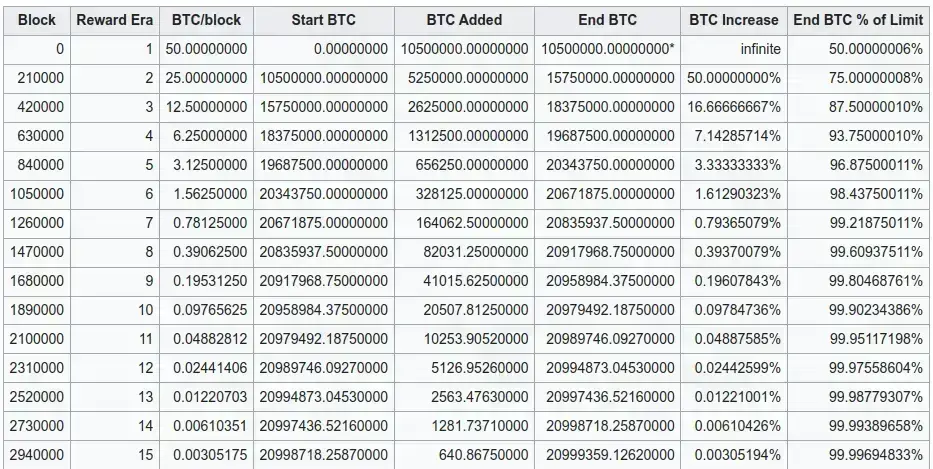 Block Reward Era BTC/block Start BTC BTC Added End BTC BTC Increase End BTC % of Limit
0 1 50.00000000 0.00000000 10500000.00000000 10500000.00000000* infinite 50.00000006%
210000 2 25.00000000 10500000.00000000 5250000.00000000 15750000.00000000 50.00000000% 75.00000008%
420000 3 12.50000000 15750000.00000000 2625000.00000000 18375000.00000000 16.66666667% 87.50000010%
630000 4 6.25000000 18375000.00000000 1312500.00000000 19687500.00000000 7.14285714% 93.75000010%
840000 5 3.12500000 19687500.00000000 656250.00000000 20343750.00000000 3.33333333% 96.87500011%
1050000 6 1.56250000 20343750.00000000 328125.00000000 20671875.00000000 1.61290323% 98.43750011%
1260000 7 0.78125000 20671875.00000000 164062.50000000 20835937.50000000 0.79365079% 99.21875011%
1470000 8 0.39062500 20835937.50000000 82031.25000000 20917968.75000000 0.39370079% 99.60937511%
1680000 9 0.19531250 20917968.75000000 41015.62500000 20958984.37500000 0.19607843% 99.80468761%
1890000 10 0.09765625 20958984.37500000 20507.81250000 20979492.18750000 0.09784736% 99.90234386%
2100000 11 0.04882812 20979492.18750000 10253.90520000 20989746.09270000 0.04887585% 99.95117198%
2310000 12 0.02441406 20989746.09270000 5126.95260000 20994873.04530000 0.02442599% 99.97558604%
2520000 13 0.01220703 20994873.04530000 2563.47630000 20997436.52160000 0.01221001% 99.98779307%
2730000 14 0.00610351 20997436.52160000 1281.73710000 20998718.25870000 0.00610426% 99.99389658%
2940000 15 0.00305175 20998718.25870000 640.86750000 20999359.12620000 0.00305194% 99.99694833%